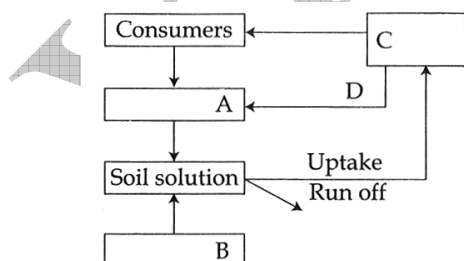 Consumers
C
A
D
Soil solution
Uptake
Run off
B